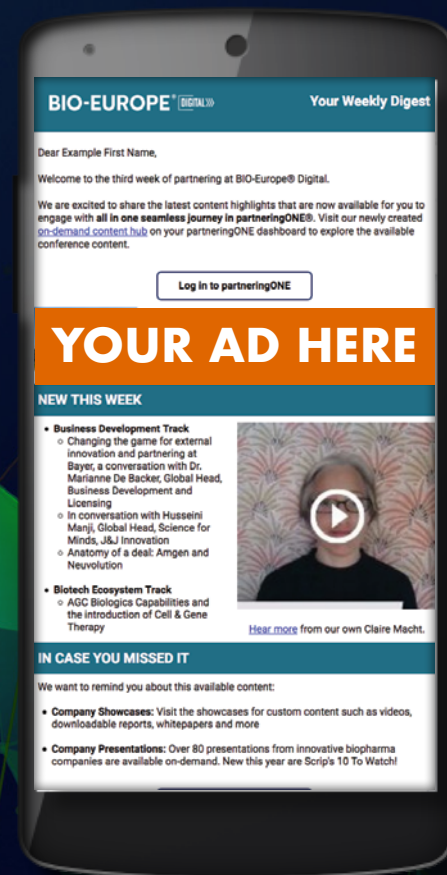 BIO-EUROPE® DIGITAL»»
Your Weekly Digest
Dear Example First Name,
Welcome to the third week of partnering at BIO-Europe® Digital.
We are excited to share the latest content highlights that are now available for you to
engage with all in one seamless journey in partneringONE®. Visit our newly created
on-demand content hub on your partneringONE dashboard to explore the available
conference content.
Log in to partneringONE
YOUR AD HERE
NEW THIS WEEK
• Business Development Track
○ Changing the game for external
innovation and partnering at
Bayer, a conversation with Dr.
Marianne De Backer, Global Head,
Business Development and
Licensing
○ In conversation with Husseini
Manji, Global Head, Science for
Minds, J&J Innovation
○ Anatomy of a deal: Amgen and
Neuvolution
• Biotech Ecosystem Track
○ AGC Biologics Capabilities and
the introduction of Cell & Gene
Therapy
Hear more from our own Claire Macht.
IN CASE YOU MISSED IT
We want to remind you about this available content:
• Company Showcases: Visit the showcases for custom content such as videos,
downloadable reports, whitepapers and more
• Company Presentations: Over 80 presentations from innovative biopharma
companies are available on-demand. New this year are Scrip's 10 To Watch!